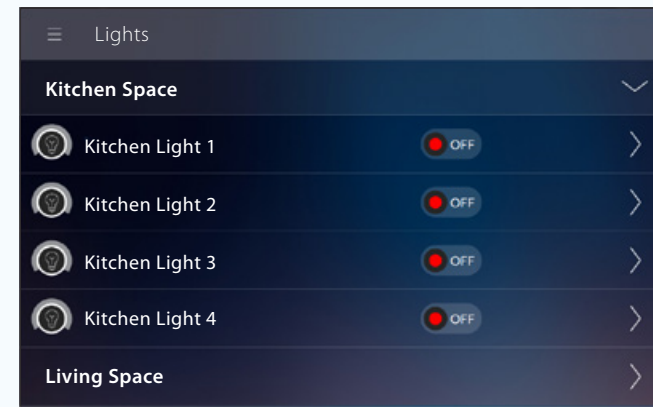 Lights
Kitchen Space
Kitchen Light 1 OFF
Kitchen Light 2 OFF
Kitchen Light 3 OFF
Kitchen Light 4 OFF
Living Space